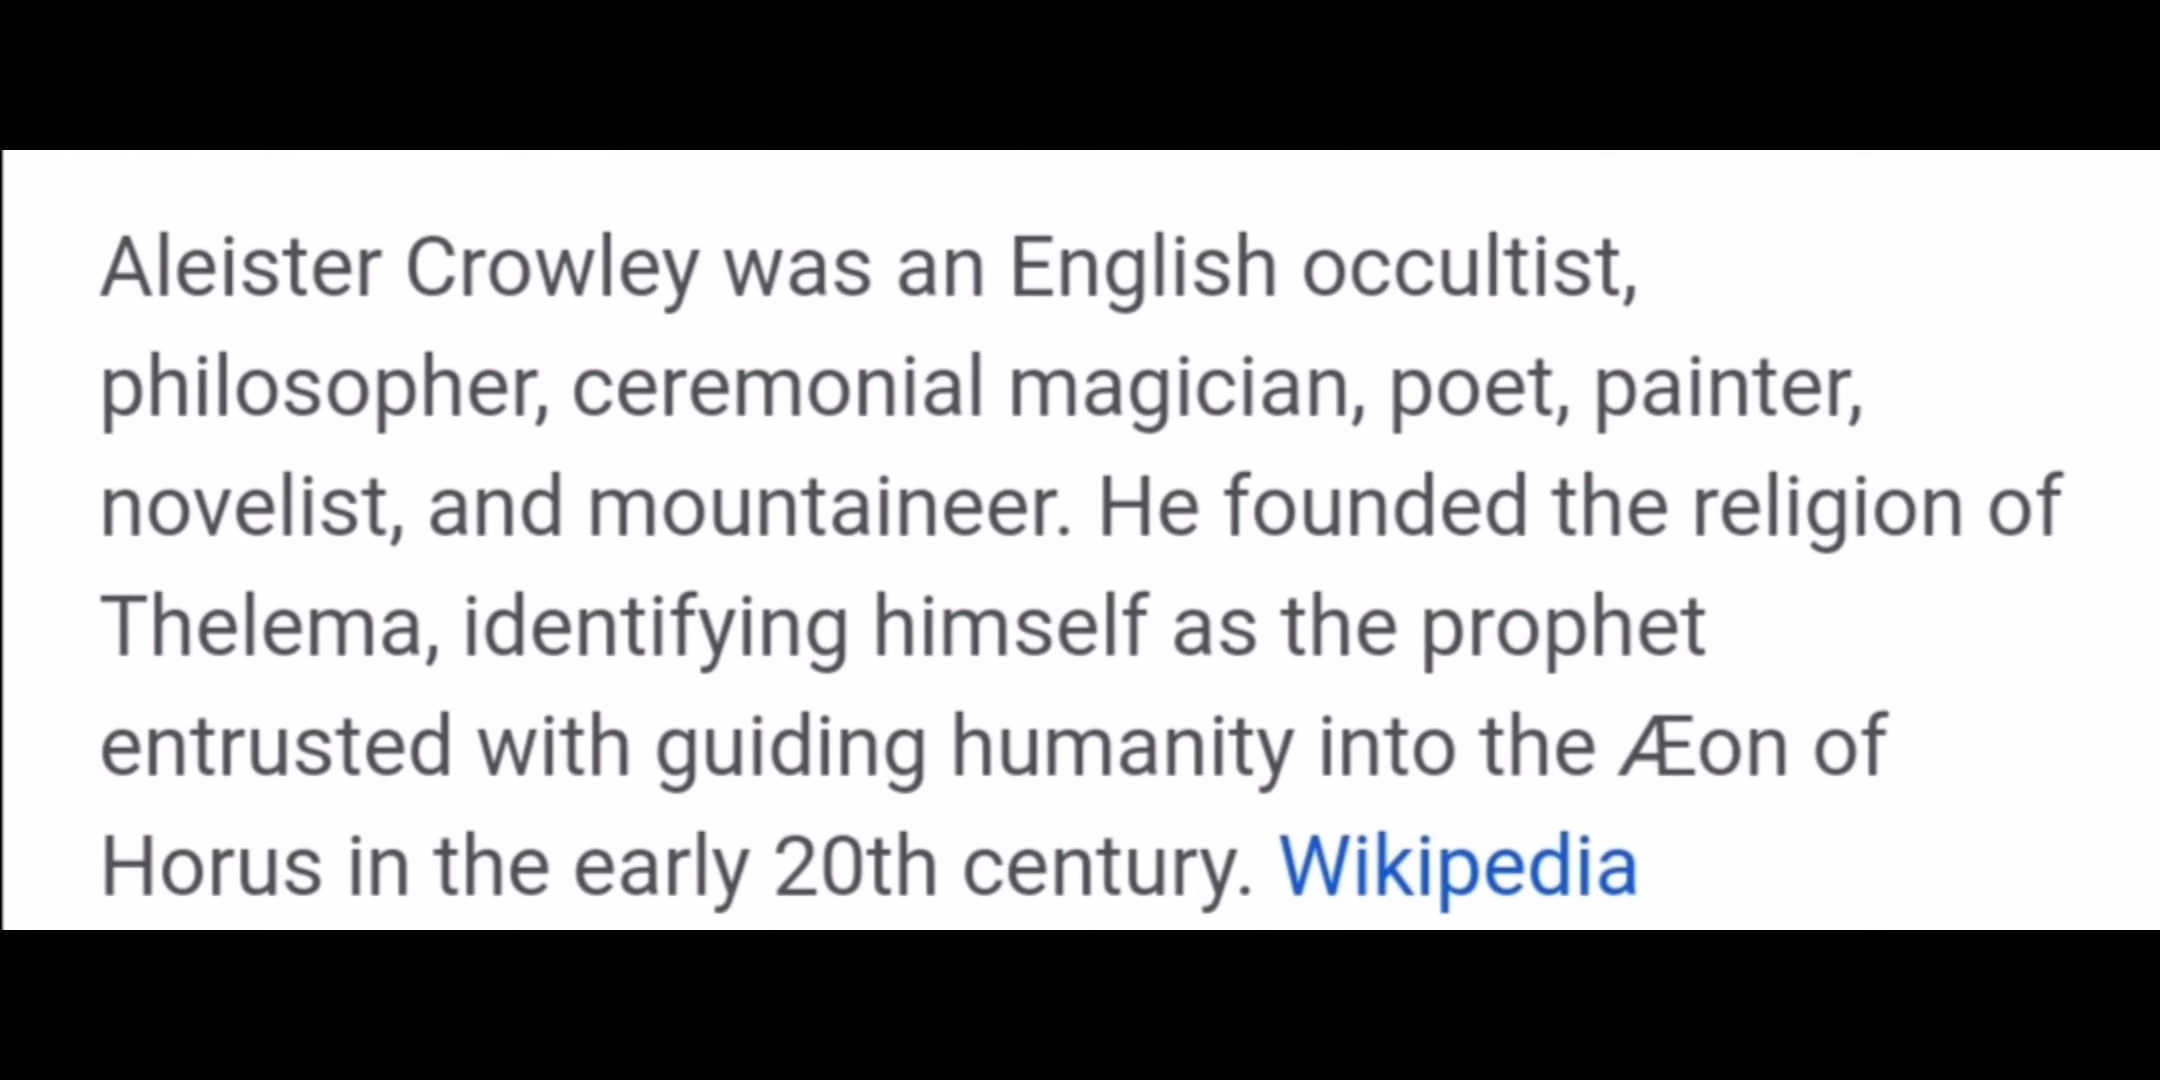 Aleister Crowley was an English occultist,
philosopher, ceremonial magician, poet, painter,
novelist, and mountaineer. He founded the religion of
Thelema, identifying himself as the prophet
entrusted with guiding humanity into the Æon of
Horus in the early 20th century. Wikipedia